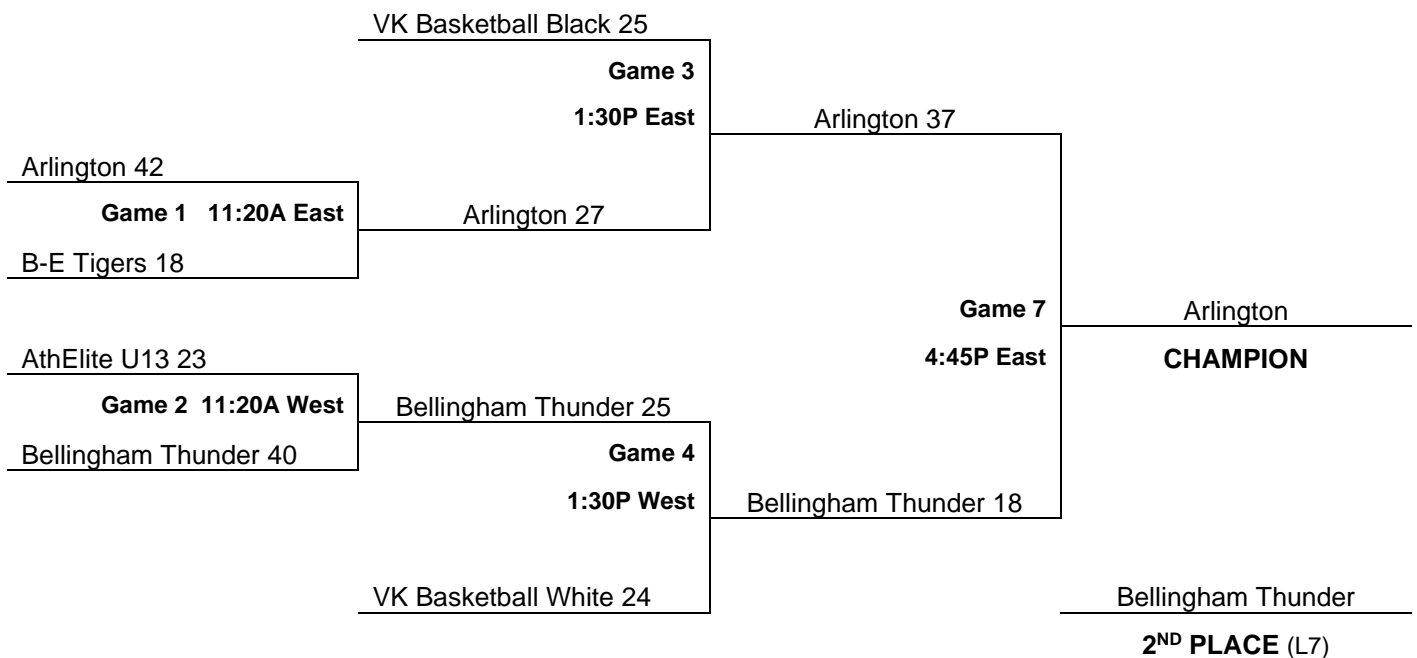 VK Basketball Black 25
Game 3
1:30P East
Arlington 37
Arlington 42
Game 1 11:20A East
Arlington 27
B-E Tigers 18
Game 7
Arlington
AthElite U13 23
4:45P East
CHAMPION
Game 2 11:20A West
Bellingham Thunder 25
Bellingham Thunder 40
Game 4
1:30P West
Bellingham Thunder 18
VK Basketball White 24
Bellingham Thunder
2ND PLACE (L7)